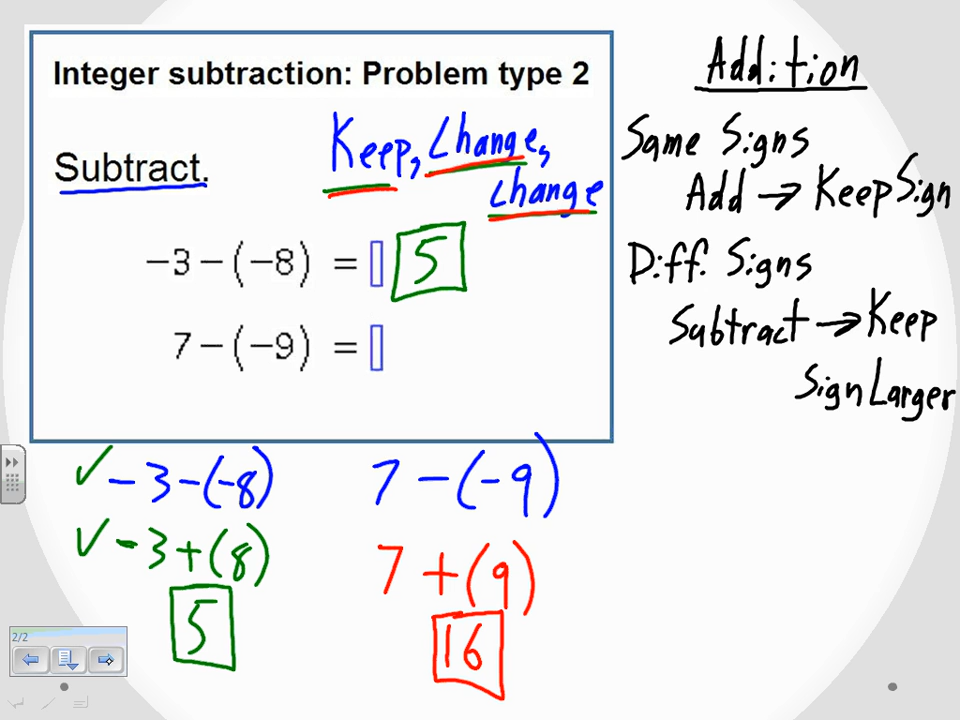 Integer subtraction: Problem type 2
Subtract.
Keep, Change,
Change
-3-(-8) = 5
7-(-9) =
Addition
Same Signs
Add → Keep Sign
Diff. Signs
Subtract → Keep
Sign Larger
✓ -3-(-8)
✓ -3+(8)
5
7-(-9)
7+(9)
16
2/2